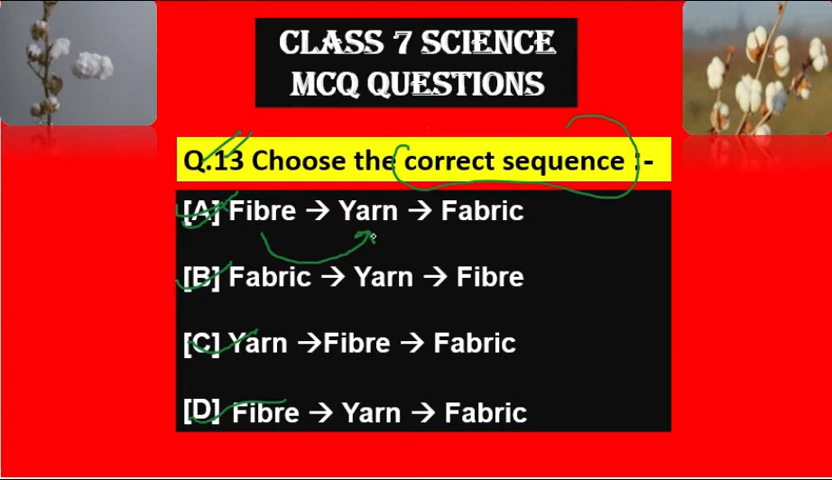 CLASS 7 SCIENCE
MCQ QUESTIONS
Q.13 Choose the correct sequence :-
[A] Fibre → Yarn → Fabric
[B] Fabric → Yarn → Fibre
[C] Yarn →Fibre → Fabric
[D] Fibre → Yarn → Fabric